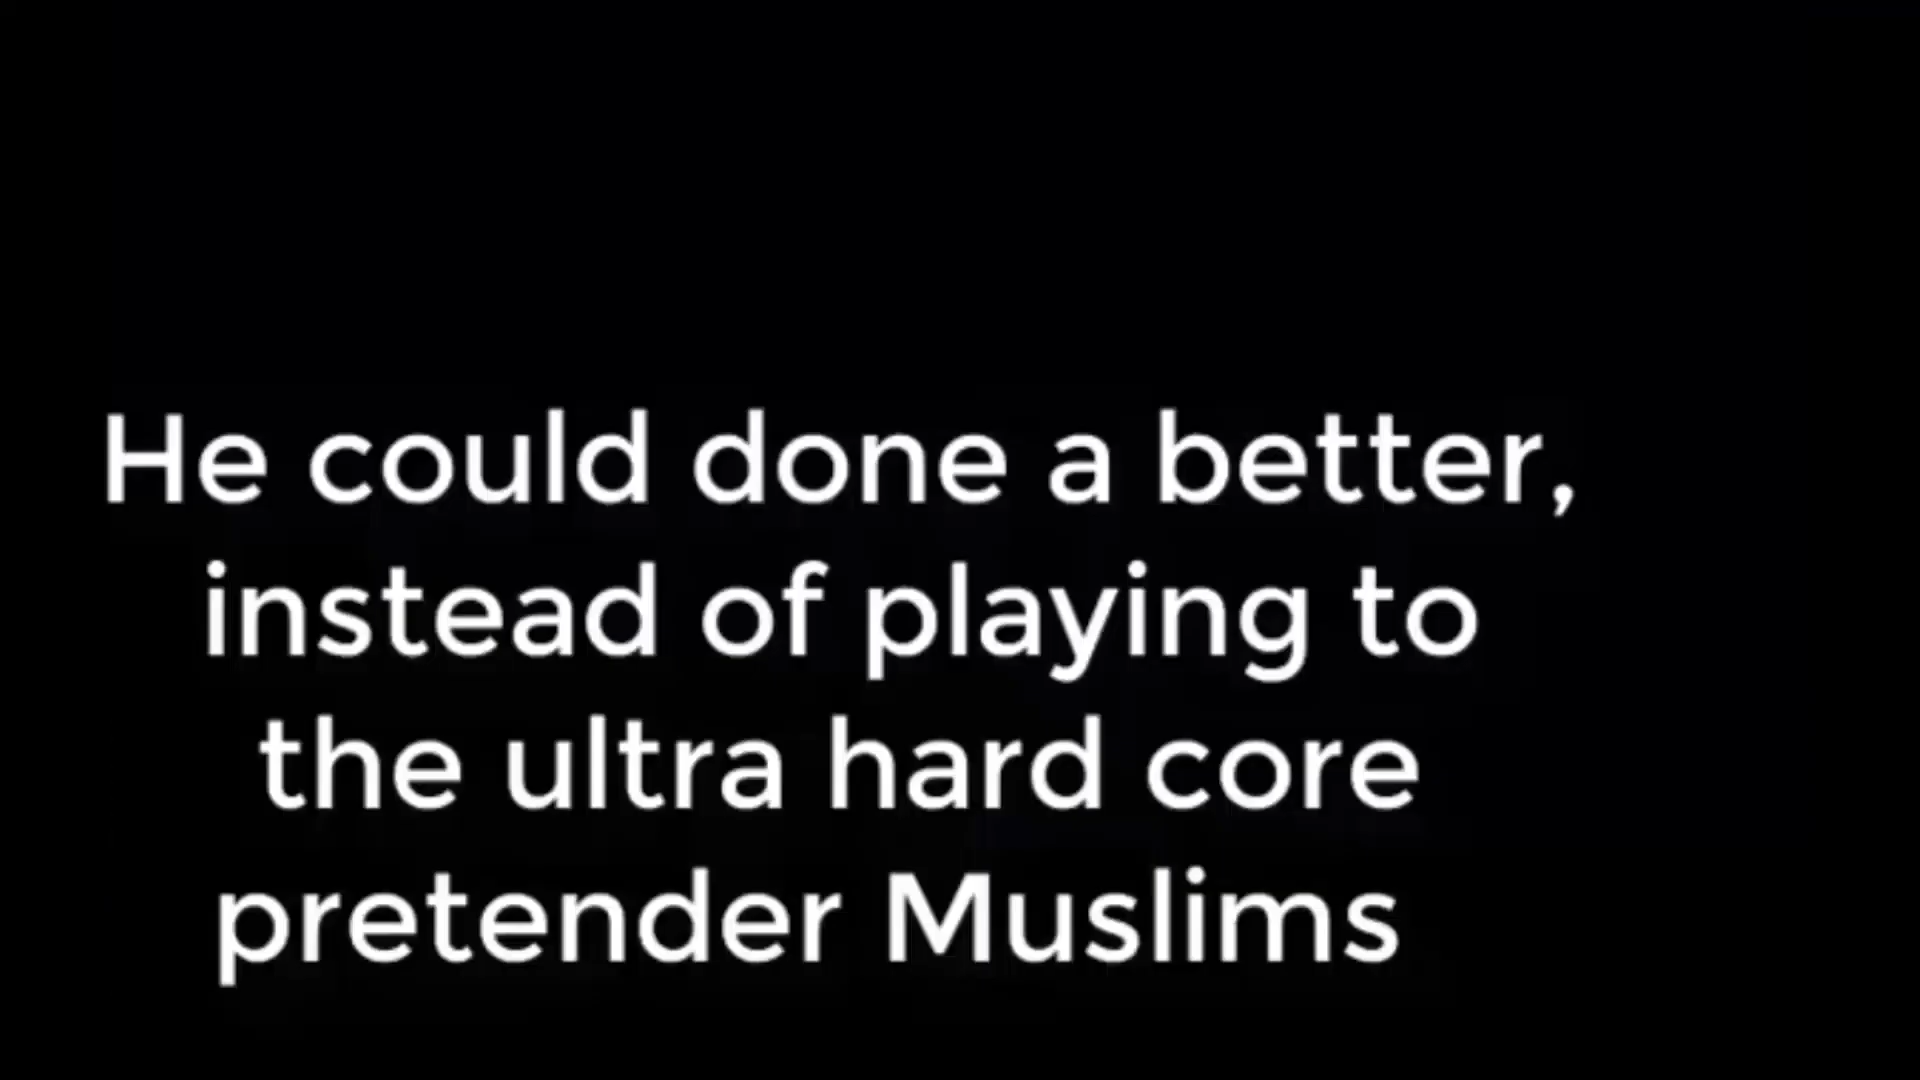 He could done a better,
instead of playing to
the ultra hard core
pretender Muslims